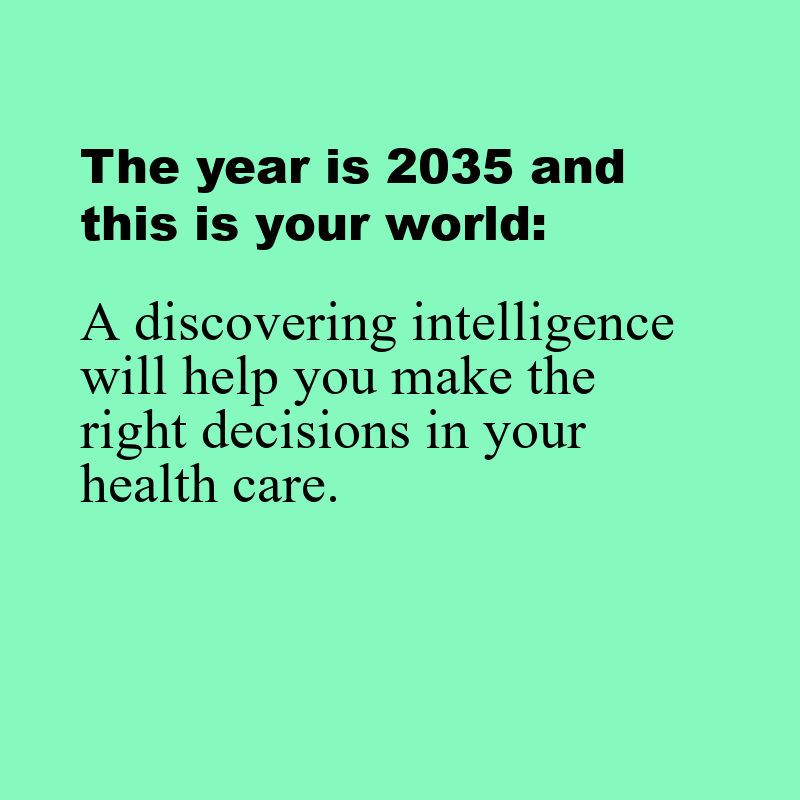 The year is 2035 and
this is your world:
A discovering intelligence
will help you make the
right decisions in your
health care.